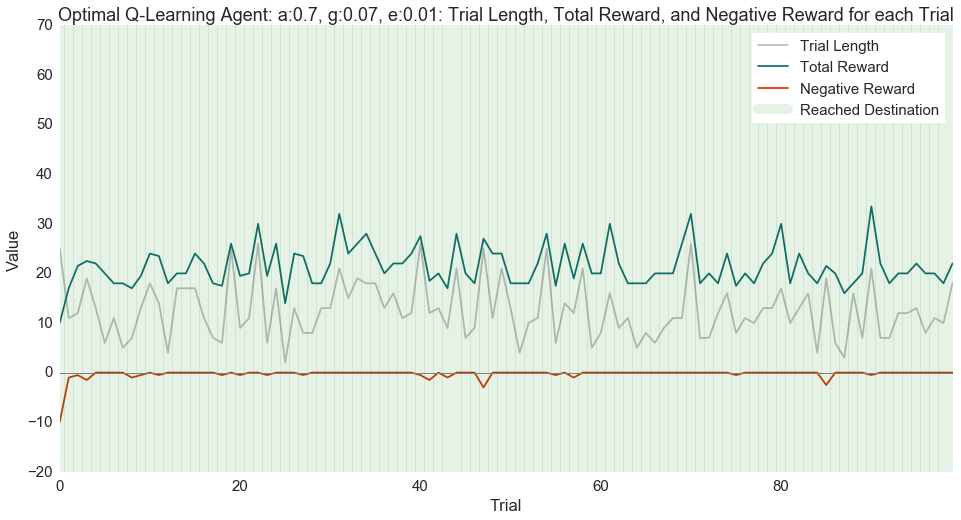 Optimal Q-Learning Agent: a:0.7, g:0.07, e:0.01: Trial Length, Total Reward, and Negative Reward for each Trial
Trial Length
Total Reward
Negative Reward
Reached Destination
Value
70
60
50
40
30
20
10
0
−10
−20
0 20 40 60 80
Trial